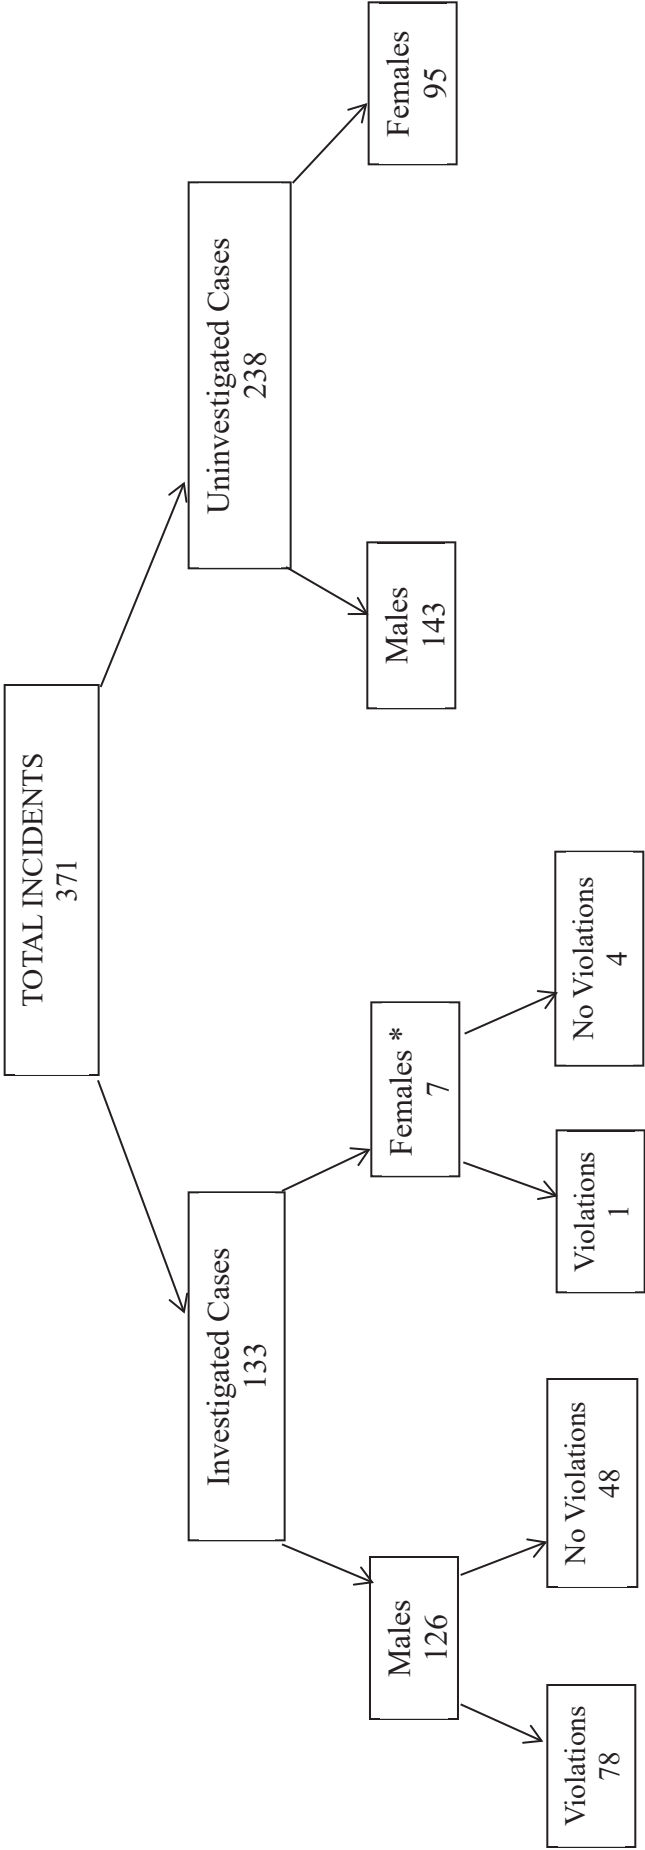 TOTAL INCIDENTS
371
Investigated Cases
133
Uninvestigated Cases
238
Males
126
Females *
7
Males
143
Females
95
Violations
78
No Violations
48
Violations
1
No Violations
4